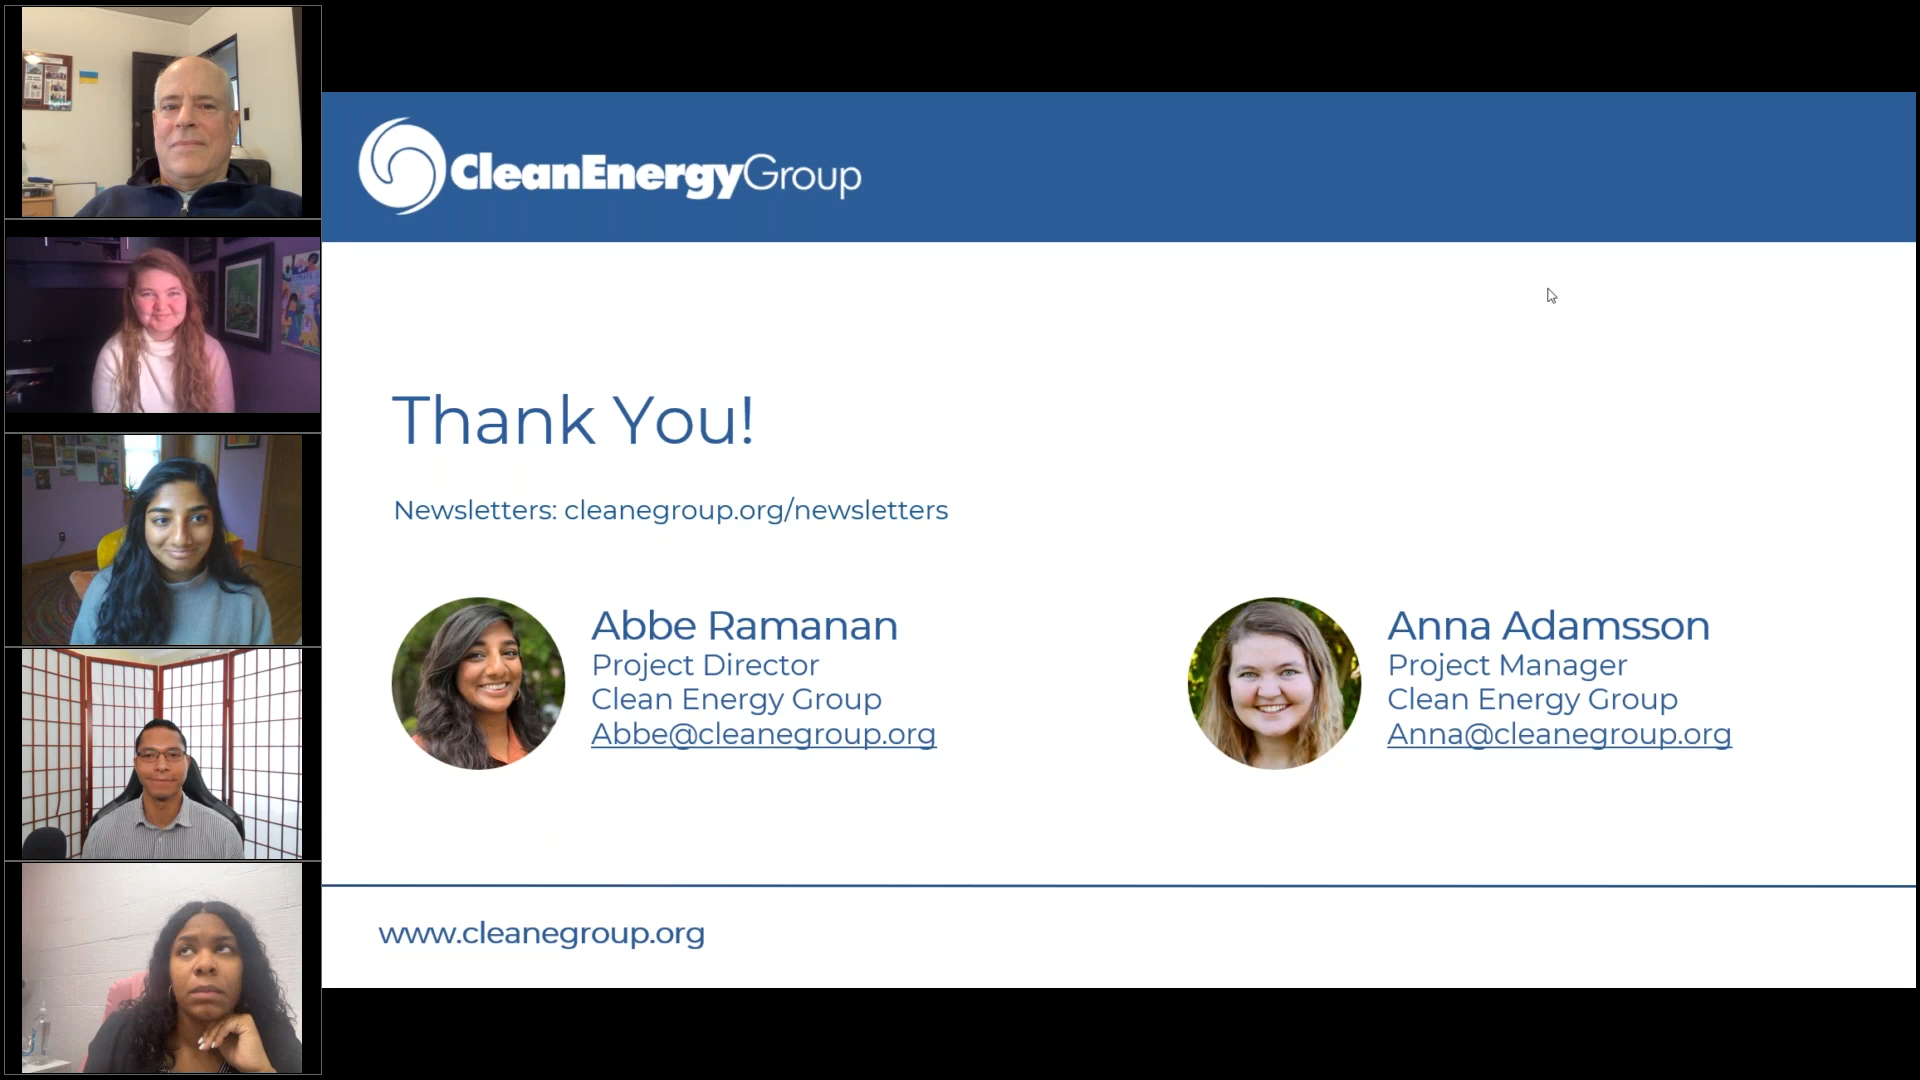 CleanEnergyGroup
Thank You!
Newsletters: cleanegroup.org/newsletters
Abbe Ramanan
Project Director
Clean Energy Group
Abbe@cleanegroup.org
Anna Adamsson
Project Manager
Clean Energy Group
Anna@cleanegroup.org
www.cleanegroup.org